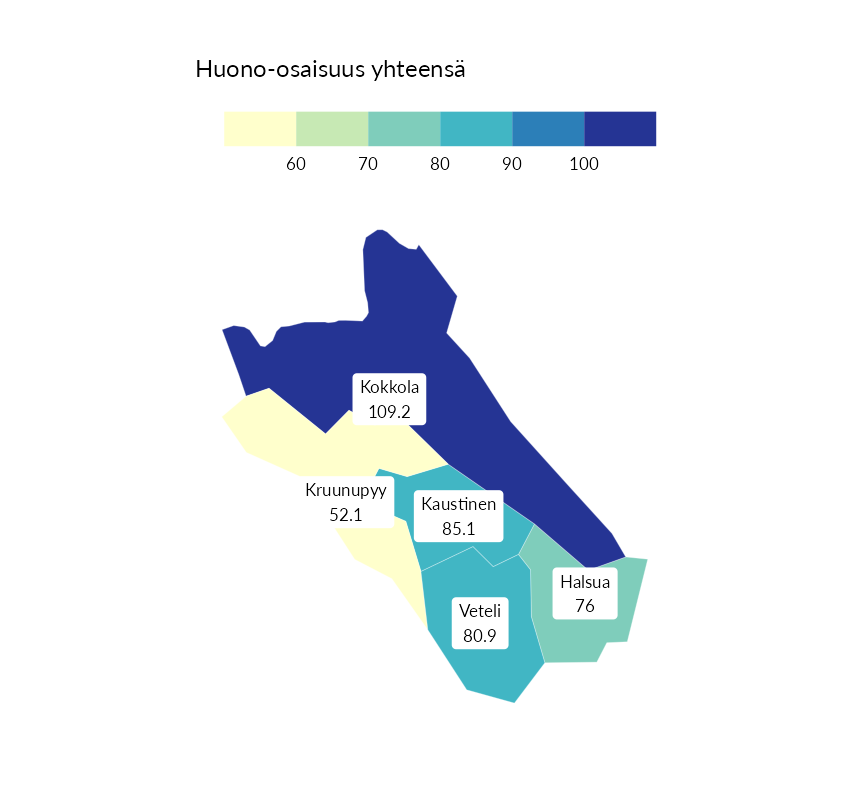 Huono-osaisuus yhteensä
60 70 80 90 100
Kokkola
109.2
Kruunupyy
52.1
Kaustinen
85.1
Halsua
76
Veteli
80.9